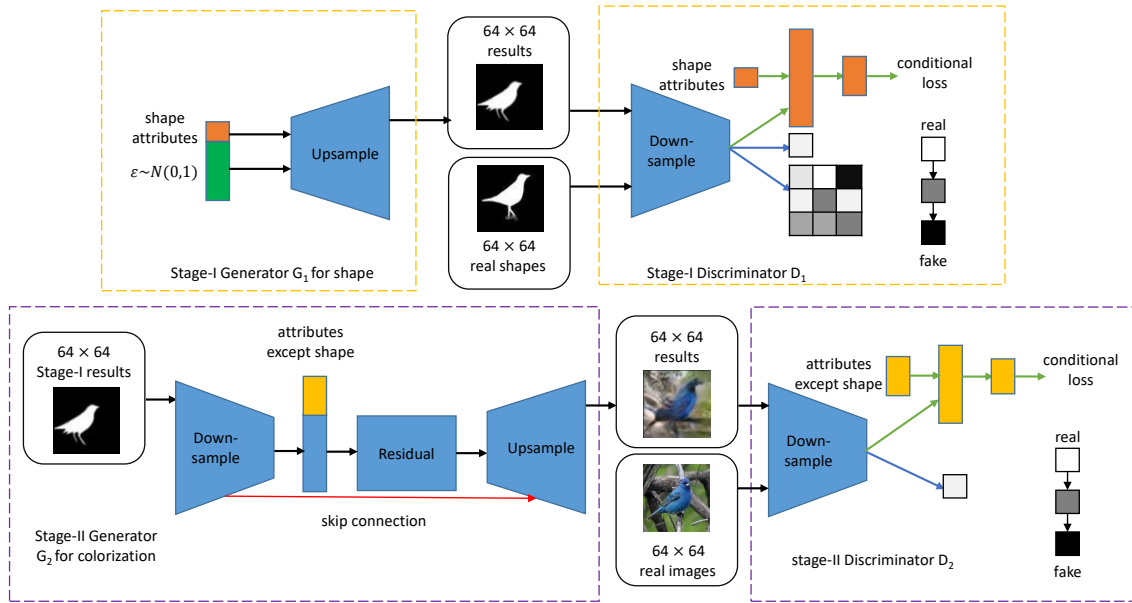 shape
attributes
ε~N(0,1)
Upsample
Stage-I Generator G₁ for shape
64 × 64
results
64 × 64
real shapes
Down-
sample
shape
attributes
conditional
loss
real
fake
Stage-I Discriminator D₁
64 × 64
Stage-I results
Down-
sample
attributes
except shape
Residual
Upsample
skip connection
Stage-II Generator
G₂ for colorization
64 × 64
results
64 × 64
real images
Down-
sample
attributes
except shape
conditional
loss
real
fake
stage-II Discriminator D₂